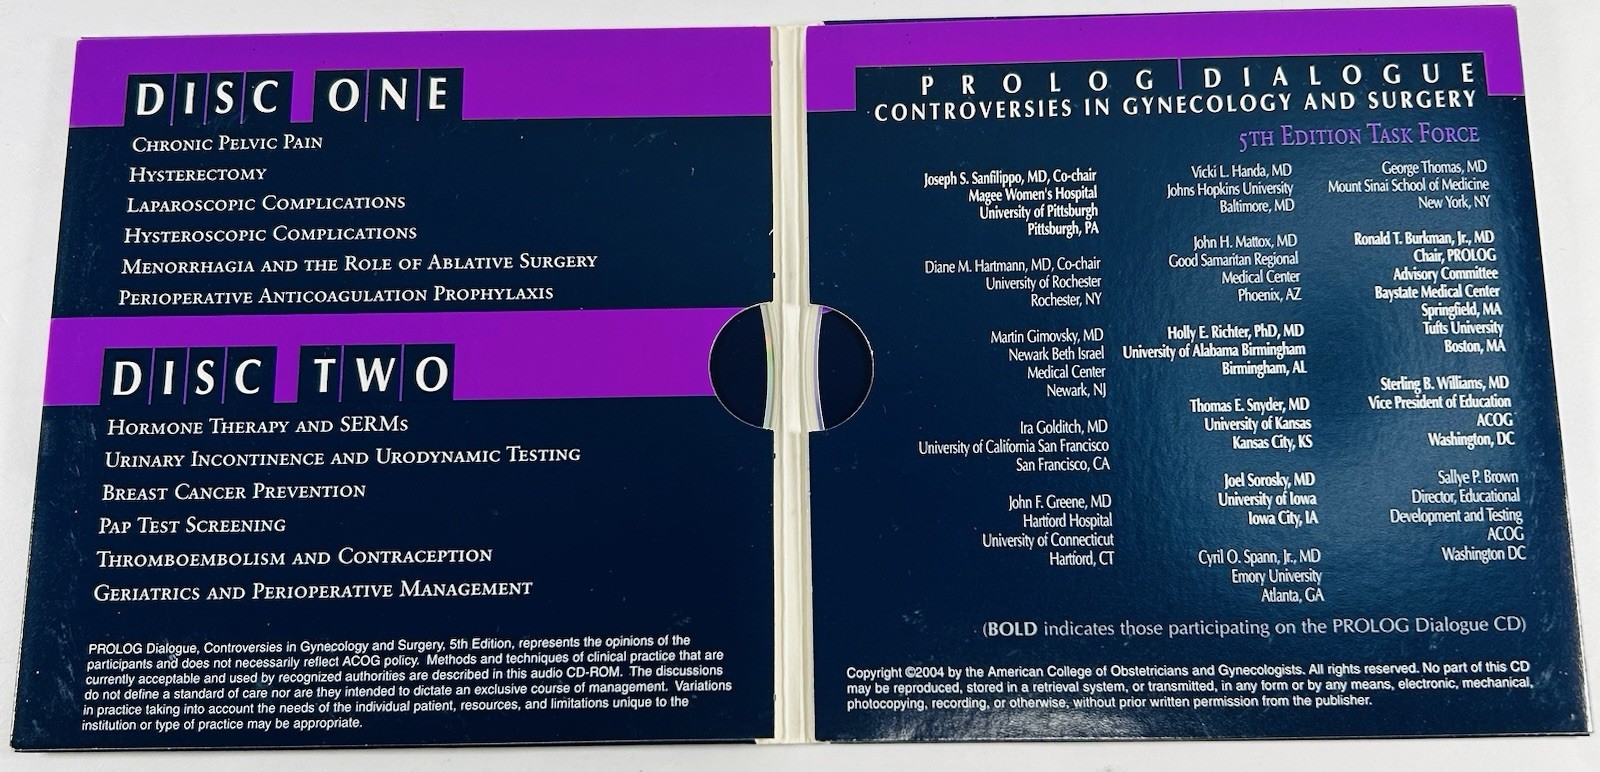 DISC ONE
CHRONIC PELVIC PAIN
HYSTERECTOMY
LAPAROSCOPIC COMPLICATIONS
HYSTEROSCOPIC COMPLICATIONS
MENORRHAGIA AND THE ROLE OF ABLATIVE SURGERY
PERIOPERATIVE ANTICOAGULATION PROPHYLAXIS
DISC TWO
HORMONE THERAPY AND SERMs
URINARY INCONTINENCE AND URODYNAMIC TESTING
BREAST CANCER PREVENTION
PAP TEST SCREENING
THROMBOEMBOLISM AND CONTRACEPTION
GERIATRICS AND PERIOPERATIVE MANAGEMENT
PROLOG Dialogue, Controversies in Gynecology and Surgery, 5th Edition, represents the opinions of the
participants and does not necessarily reflect ACOG policy. Methods and techniques of clinical practice that are
currently acceptable and used by recognized authorities are described in this audio CD-ROM. The discussions
do not define a standard of care nor are they intended to dictate an exclusive course of management. Variations
in practice taking into account the needs of the individual patient, resources, and limitations unique to the
institution or type of practice may be appropriate.
PROLOG DIALOGUE
CONTROVERSIES IN GYNECOLOGY AND SURGERY
5TH EDITION TASK FORCE
Joseph S. Sanfilippo, MD, Co-chair
Magee Women's Hospital
University of Pittsburgh
Pittsburgh, PA
Diane M. Hartmann, MD, Co-chair
University of Rochester
Rochester, NY
Martin Gimovsky, MD
Newark Beth Israel
Medical Center
Newark, NJ
Ira Golditch, MD
University of California San Francisco
San Francisco, CA
John F. Greene, MD
Hartford Hospital
University of Connecticut
Hartford, CT
Vicki L. Handa, MD
Johns Hopkins University
Baltimore, MD
John H. Mattox, MD
Good Samaritan Regional
Medical Center
Phoenix, AZ
Holly E. Richter, PhD, MD
University of Alabama Birmingham
Birmingham, AL
Thomas E. Snyder, MD
University of Kansas
Kansas City, KS
Joel Sorosky, MD
University of Iowa
Iowa City, IA
Cyril O. Spann, Jr., MD
Emory University
Atlanta, GA
George Thomas, MD
Mount Sinai School of Medicine
New York, NY
Ronald T. Burkman, Jr., MD
Chair, PROLOG
Advisory Committee
Baystate Medical Center
Springfield, MA
Tufts University
Boston, MA
Sterling B. Williams, MD
Vice President of Education
ACOG
Washington, DC
Sallye P. Brown
Director, Educational
Development and Testing
ACOG
Washington DC
(BOLD indicates those participating on the PROLOG Dialogue CD)
Copyright ©2004 by the American College of Obstetricians and Gynecologists. All rights reserved. No part of this CD
may be reproduced, stored in a retrieval system, or transmitted, in any form or by any means, electronic, mechanical,
photocopying, recording, or otherwise, without prior written permission from the publisher.